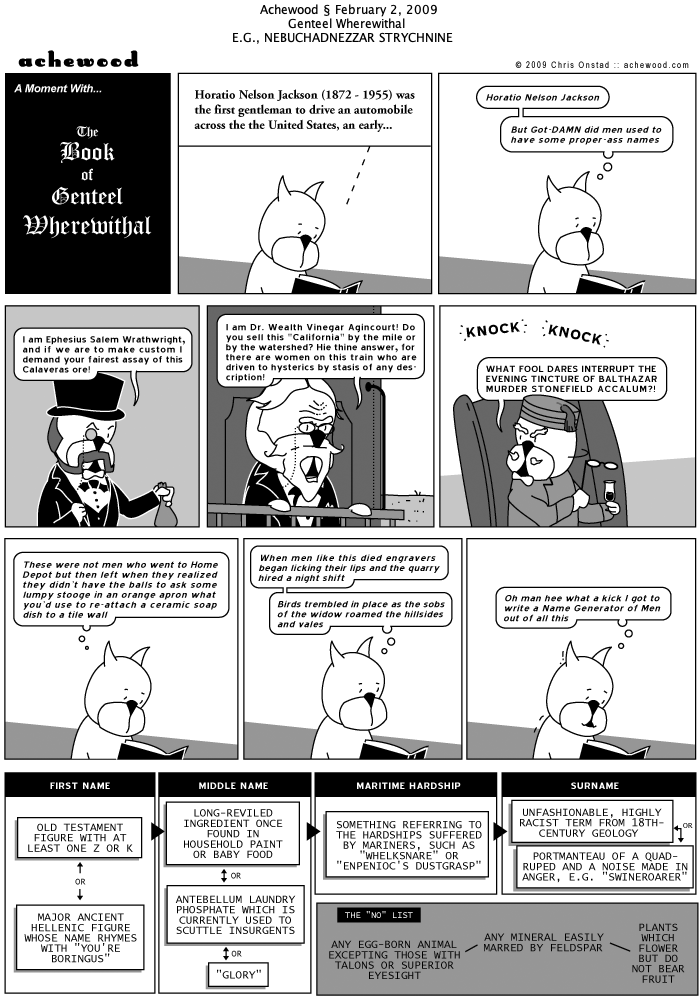 Achewood § February 2, 2009
Genteel Wherewithal
E.G., NEBUCHADNEZZAR STRYCHNINE
achewood
© 2009 Chris Onstad :: achewood.com
A Moment With...
The
Book
of
Genteel
Wherewithal
Horatio Nelson Jackson (1872 - 1955) was
the first gentleman to drive an automobile
across the the United States, an early...
Horatio Nelson Jackson
But Got-DAMN did men used to
have some proper-ass names
I am Ephesius Salem Wrathwright,
and if we are to make custom I
demand your fairest assay of this
Calaveras ore!
I am Dr. Wealth Vinegar Agincourt! Do
you sell this "California" by the mile or
by the watershed? Hie thine answer, for
there are women on this train who are
driven to hysterics by stasis of any des-
cription!
KNOCK KNOCK
WHAT FOOL DARES INTERRUPT THE
EVENING TINCTURE OF BALTHAZAR
MURDER STONEFIELD ACCALUM?!
These were not men who went to Home
Depot but then left when they realized
they didn't have the balls to ask some
lumpy stooge in an orange apron what
you'd use to re-attach a ceramic soap
dish to a tile wall
When men like this died engravers
began licking their lips and the quarry
hired a night shift
Birds trembled in place as the sobs
of the widow roamed the hillsides
and vales
Oh man hee what a kick I got to
write a Name Generator of Men
out of all this
!
FIRST NAME
OLD TESTAMENT
FIGURE WITH AT
LEAST ONE Z OR K
OR
MAJOR ANCIENT
HELLENIC FIGURE
WHOSE NAME RHYMES
WITH "YOU'RE
BORINGUS"
MIDDLE NAME
LONG-REVILED
INGREDIENT ONCE
FOUND IN
HOUSEHOLD PAINT
OR BABY FOOD
OR
ANTEBELLUM LAUNDRY
PHOSPHATE WHICH IS
CURRENTLY USED TO
SCUTTLE INSURGENTS
OR
"GLORY"
MARITIME HARDSHIP
SOMETHING REFERRING TO
THE HARDSHIPS SUFFERED
BY MARINERS, SUCH AS
"WHELKSNARE" OR
"ENPENIOC'S DUSTGRASP"
SURNAME
UNFASHIONABLE, HIGHLY
RACIST TERM FROM 18TH-
CENTURY GEOLOGY
OR
PORTMANTEAU OF A QUAD-
RUPED AND A NOISE MADE IN
ANGER, E.G. "SWINEROARER"
THE "NO" LIST
ANY EGG-BORN ANIMAL
EXCEPTING THOSE WITH
TALONS OR SUPERIOR
EYESIGHT
ANY MINERAL EASILY
MARRED BY FELDSPAR
PLANTS
WHICH
FLOWER
BUT DO
NOT BEAR
FRUIT